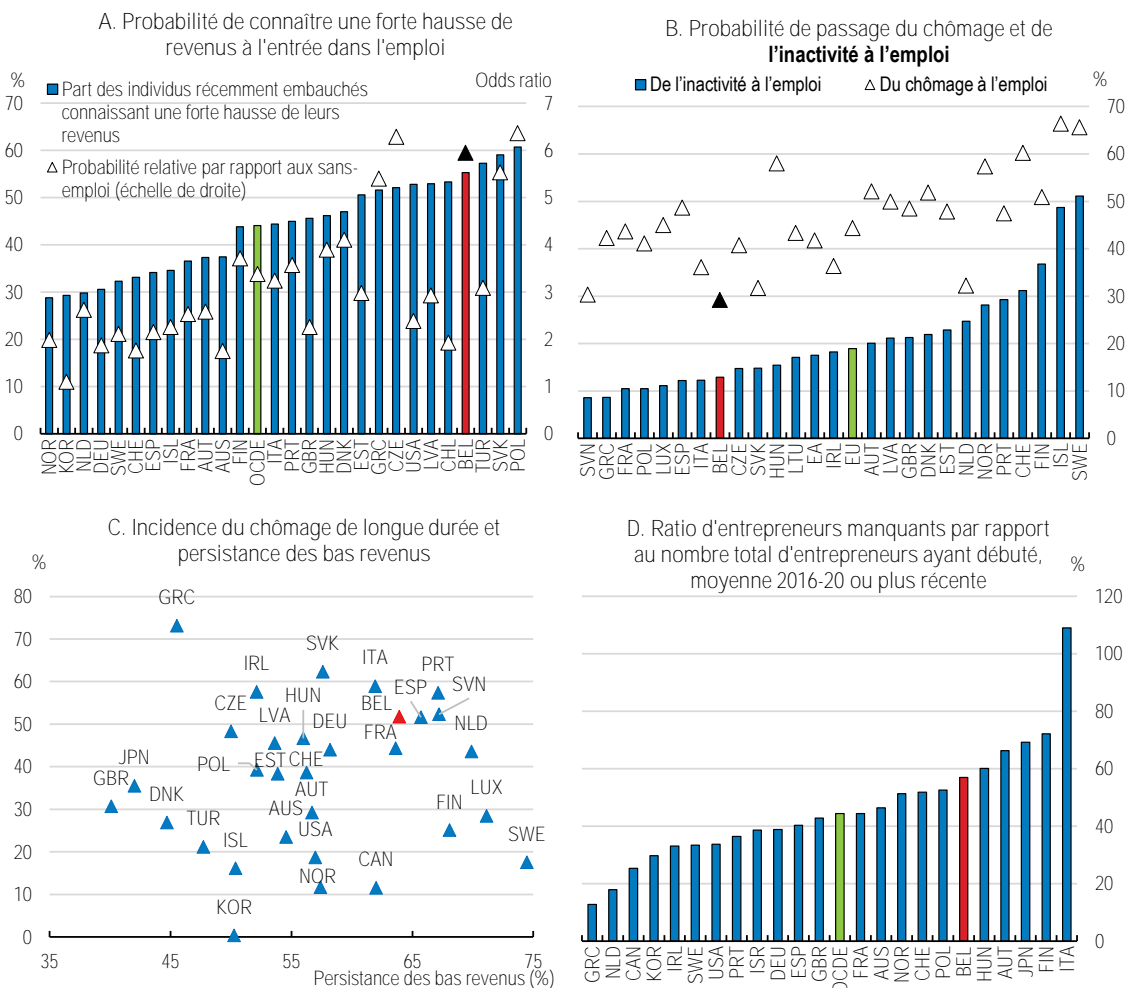 A. Probabilité de connaître une forte hausse de
revenus à l'entrée dans l'emploi
%
Odds ratio
Part des individus récemment embauchés
connaissant une forte hausse de leurs
revenus
Probabilité relative par rapport aux sans-
emploi (échelle de droite)
70
60
50
40
30
20
10
0
7
6
5
4
3
2
1
0
NOR KOR NLD DEU SWE CHE ESP ISL FRA AUT AUS FIN OCDE ITA PRT GBR HUN DNK EST GRC CZE USA LVA CHL BEL TUR SVK POL
B. Probabilité de passage du chômage et de
l'inactivité à l'emploi
De l'inactivité à l'emploi Du chômage à l'emploi
%
70
60
50
40
30
20
10
0
SVN GRC FRA POL LUX ESP ITA BEL CZE SVK HUN LTU EA IRL EU AUT LVA GBR DNK EST NLD NOR PRT CHE FIN ISL SWE
C. Incidence du chômage de longue durée et
persistance des bas revenus
%
80
70
60
50
40
30
20
10
0
GRC
SVK
IRL ITA PRT
CZE HUN BEL ESP SVN
LVA DEU FRA NLD
JPN POL EST CHE
GBR DNK AUT
AUS FIN LUX
TUR USA
ISL CAN SWE
NOR
KOR
35 45 55 65 75
Persistance des bas revenus (%)
D. Ratio d'entrepreneurs manquants par rapport
au nombre total d'entrepreneurs ayant débuté,
moyenne 2016-20 ou plus récente
%
120
100
80
60
40
20
0
GRC NLD CAN KOR IRL SWE USA PRT ISR DEU ESP GBR OCDE FRA AUS NOR CHE POL BEL HUN AUT JPN FIN ITA